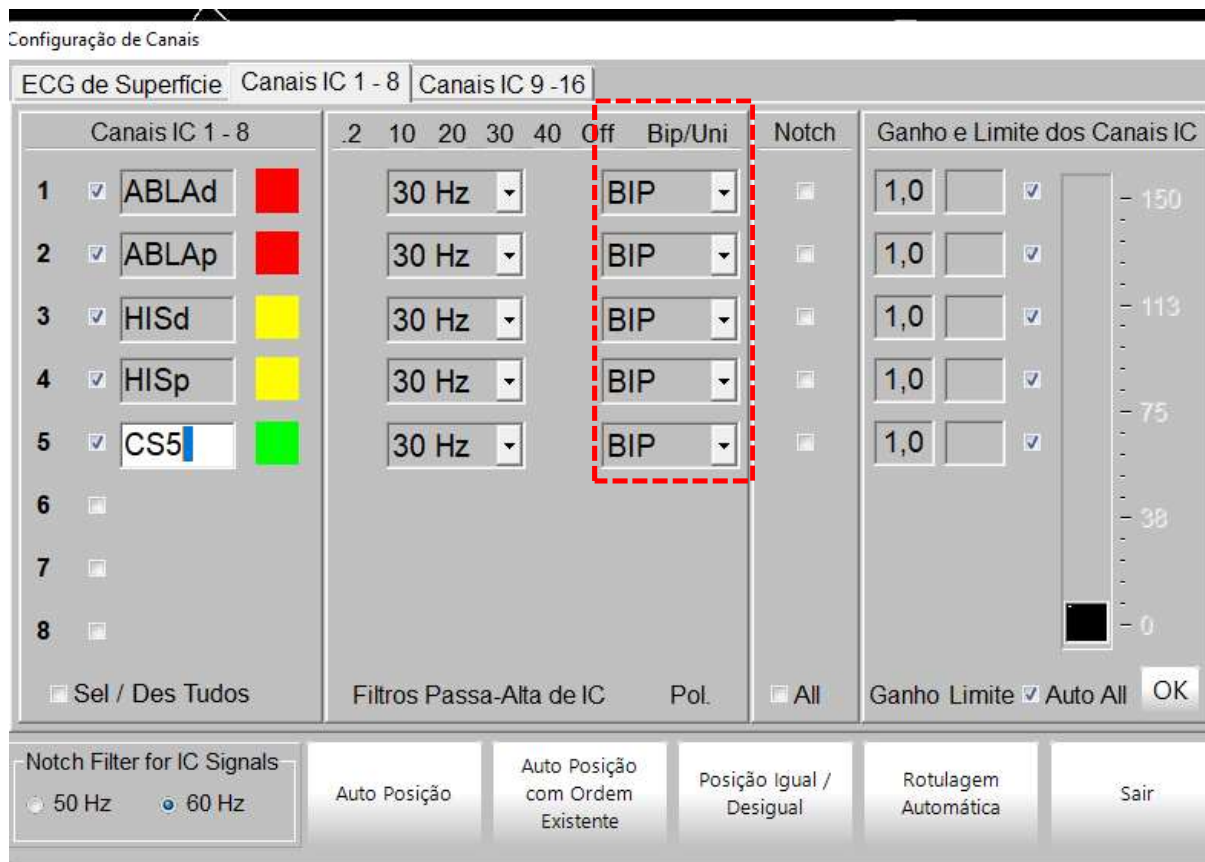 Configuração de Canais
ECG de Superfície Canais IC 1 - 8 Canais IC 9 -16
Canais IC 1 - 8 .2 10 20 30 40 Off Bip/Uni Notch Ganho e Limite dos Canais IC
1 ABLAd 30 Hz BIP 1,0
150
2 ABLAp 30 Hz BIP 1,0
3 HISd 30 Hz BIP 1,0
113
4 HISp 30 Hz BIP 1,0
75
5 CS5 30 Hz BIP 1,0
6
38
7
8
0
Sel / Des Tudos Filtros Passa-Alta de IC Pol. All Ganho Limite Auto All OK
Notch Filter for IC Signals
50 Hz 60 Hz
Auto Posição
Auto Posição
com Ordem
Existente
Posição Igual /
Desigual
Rotulagem
Automática
Sair